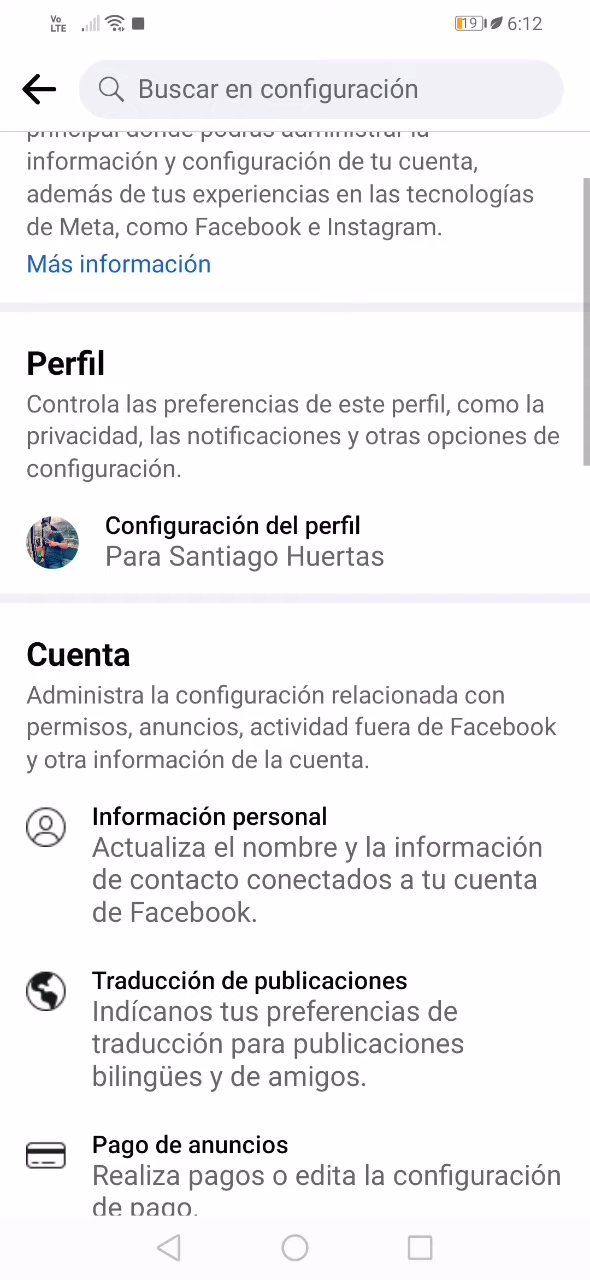 Vo
LTE
19
6:12
Buscar en configuración
principal donde podrás administrar la
información y configuración de tu cuenta,
además de tus experiencias en las tecnologías
de Meta, como Facebook e Instagram.
Más información
Perfil
Controla las preferencias de este perfil, como la
privacidad, las notificaciones y otras opciones de
configuración.
Configuración del perfil
Para Santiago Huertas
Cuenta
Administra la configuración relacionada con
permisos, anuncios, actividad fuera de Facebook
y otra información de la cuenta.
Información personal
Actualiza el nombre y la información
de contacto conectados a tu cuenta
de Facebook.
Traducción de publicaciones
Indícanos tus preferencias de
traducción para publicaciones
bilingües y de amigos.
Pago de anuncios
Realiza pagos o edita la configuración
de pago.